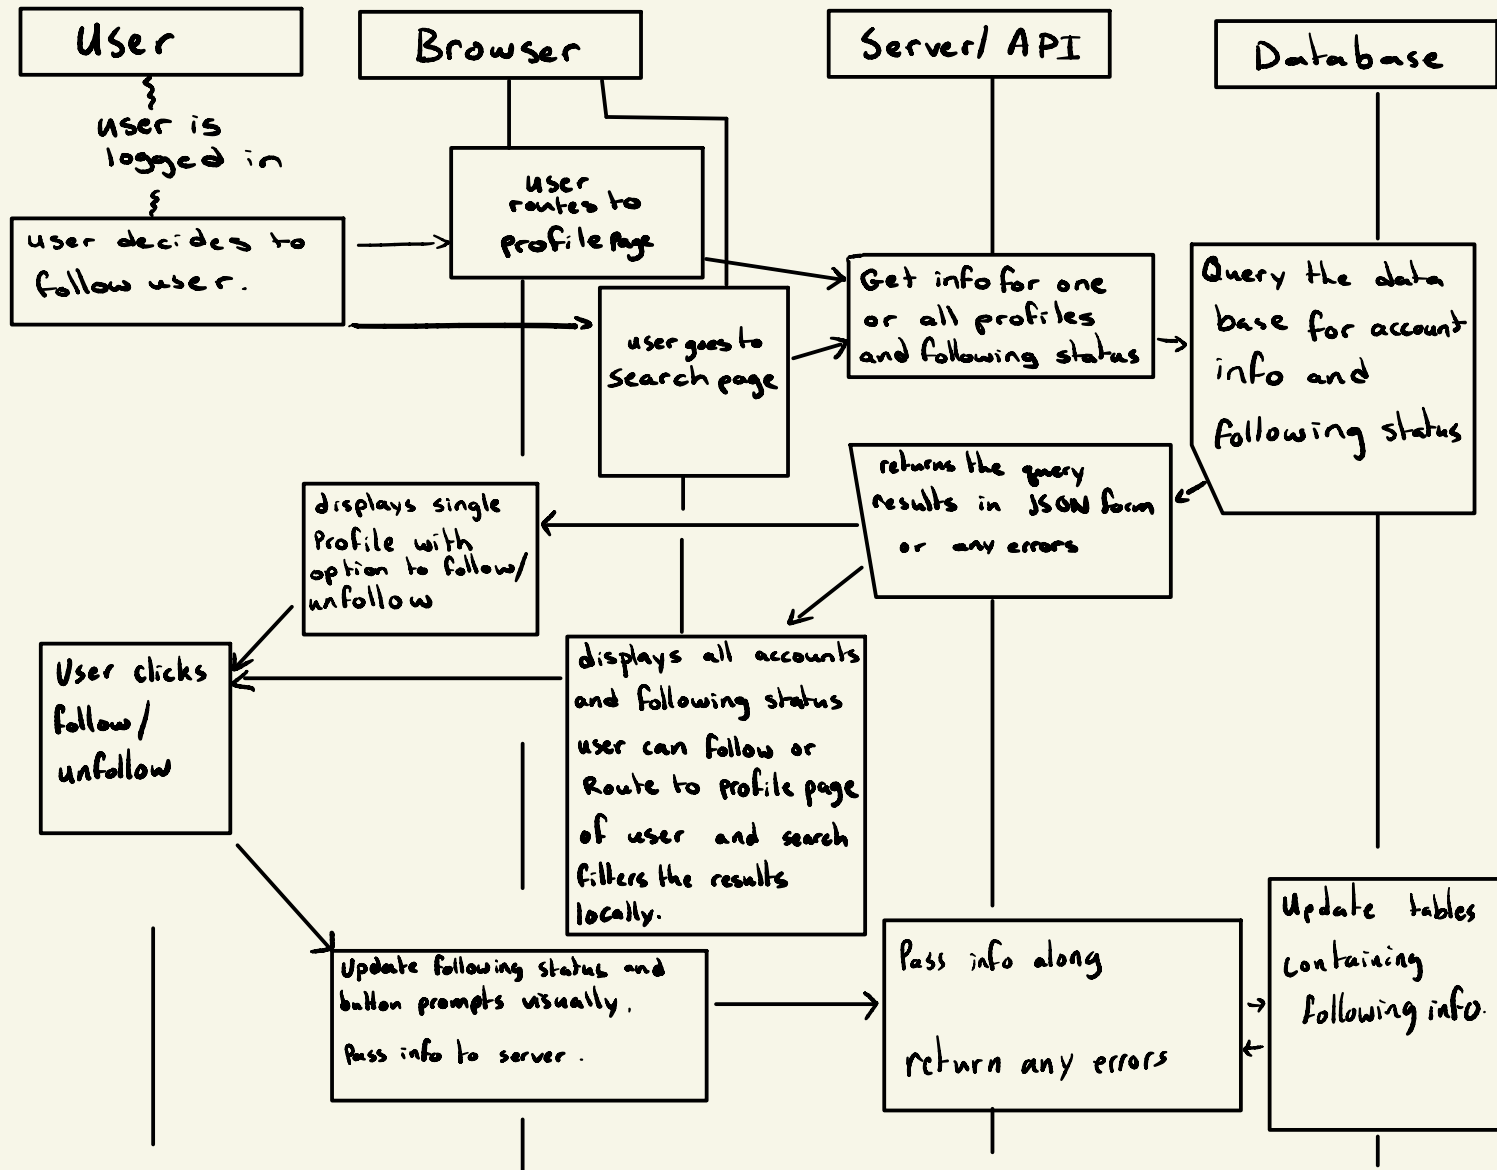 User
Browser
Server/ API
Database
user is
logged in
user decides to
follow user.
user
routes to
profile page
user goes to
search page
Get info for one
or all profiles
and following status
Query the data
base for account
info and
following status
returns the query
results in JSON form
or any errors
displays single
Profile with
option to follow/
unfollow
displays all accounts
and following status
user can follow or
Route to profile page
of user and search
filters the results
locally.
User clicks
follow/
unfollow
Update following status and
button prompts visually.
Pass info to server.
Pass info along
return any errors
Update tables
containing
following info.